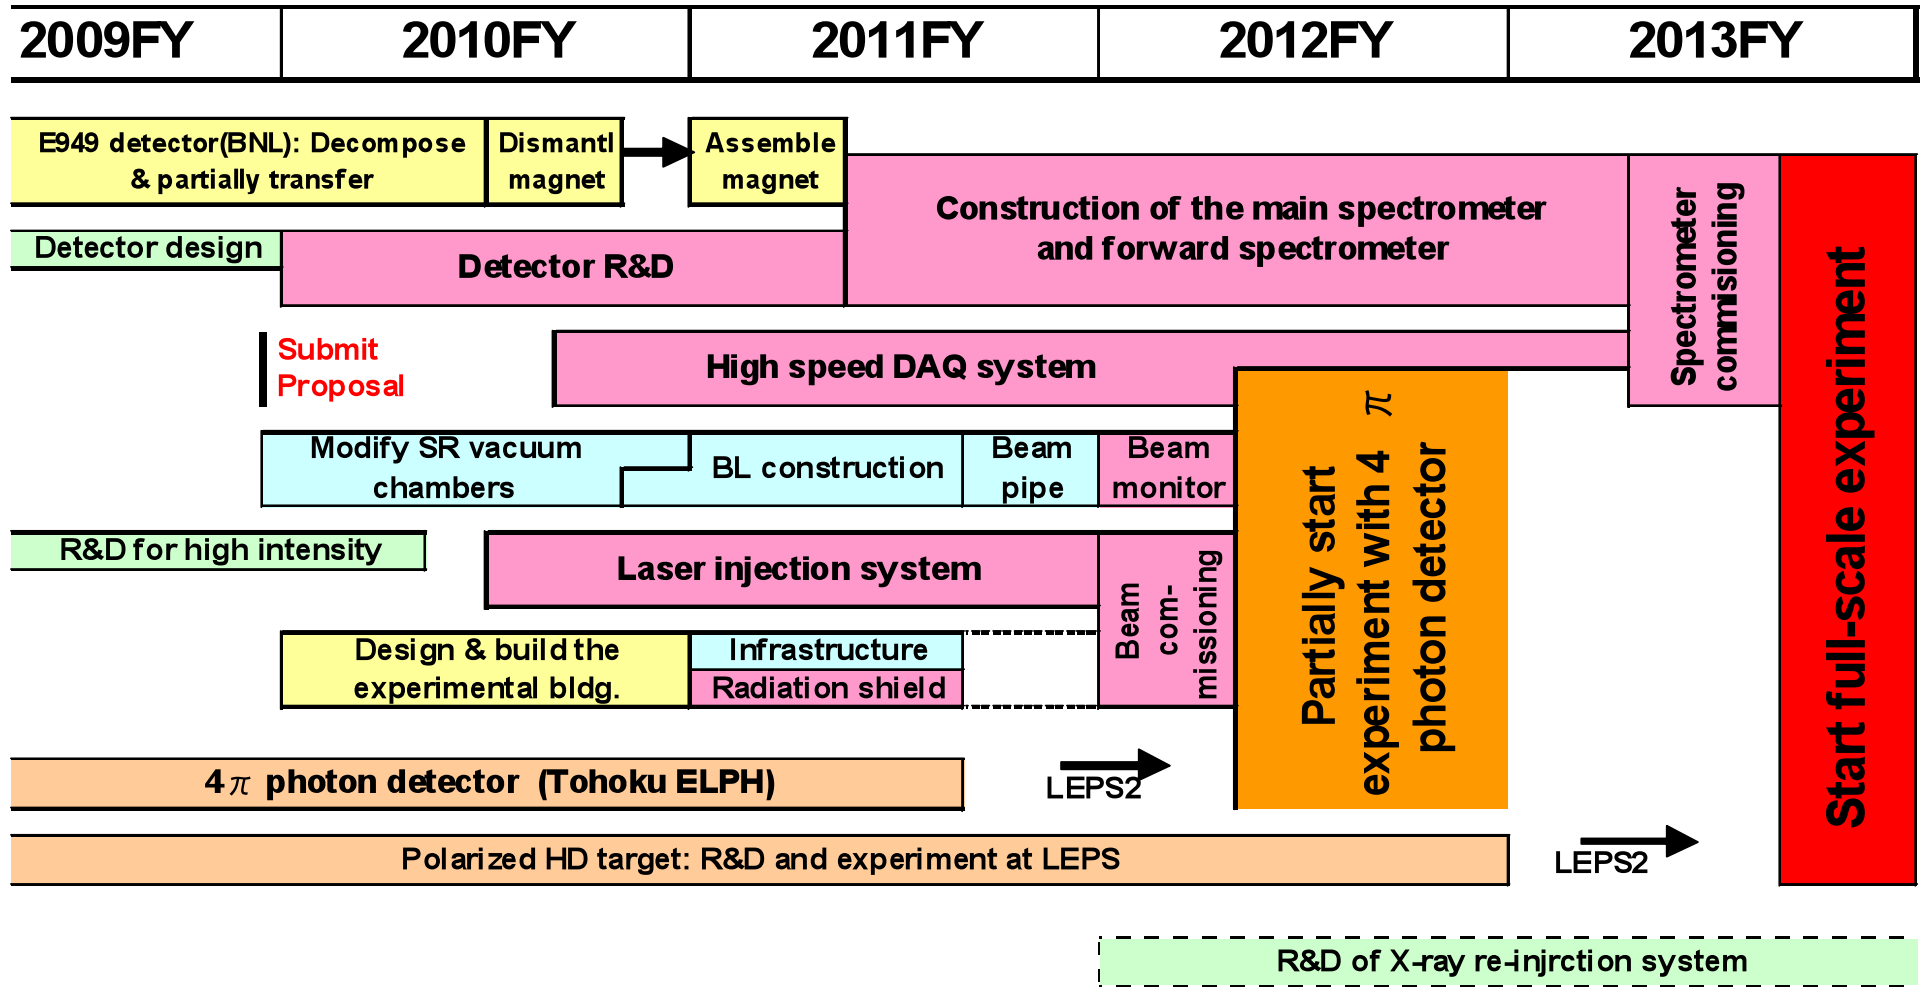 2009FY
2010FY
2011FY
2012FY
2013FY
E949 detector(BNL): Decompose
& partially transfer
Dismantl
magnet
Assemble
magnet
Construction of the main spectrometer
and forward spectrometer
Spectrometer
commisioning
Start full-scale experiment
Detector design
Detector R&D
Submit
Proposal
High speed DAQ system
Partially start
experiment with 4 π
photon detector
Modify SR vacuum
chambers
BL construction
Beam
pipe
Beam
monitor
R&D for high intensity
Laser injection system
Beam
com-
missioning
Design & build the
experimental bldg.
Infrastructure
Radiation shield
4π photon detector (Tohoku ELPH)
LEPS2
Polarized HD target: R&D and experiment at LEPS
LEPS2
R&D of X-ray re-injrction system